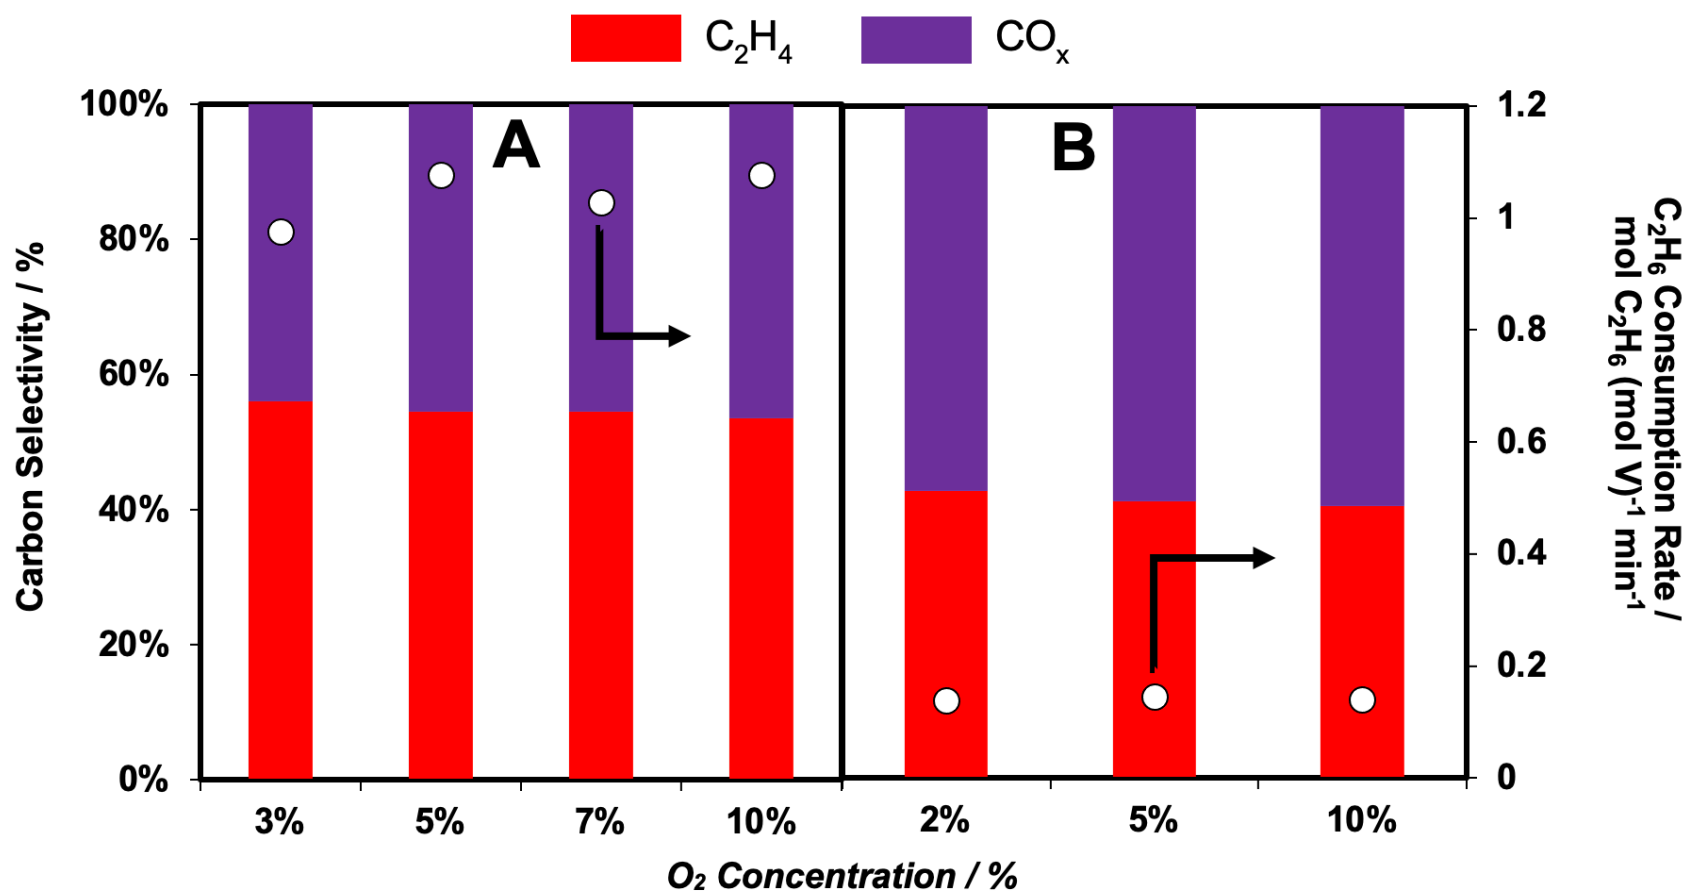 C₂H₄ COₓ
A
B
Carbon Selectivity / %
100%
80%
60%
40%
20%
0%
1.2
1
0.8
0.6
0.4
0.2
0
C₂H₆ Consumption Rate /
mol C₂H₆ (mol V)⁻¹ min⁻¹
3% 5% 7% 10% 2% 5% 10%
O₂ Concentration / %